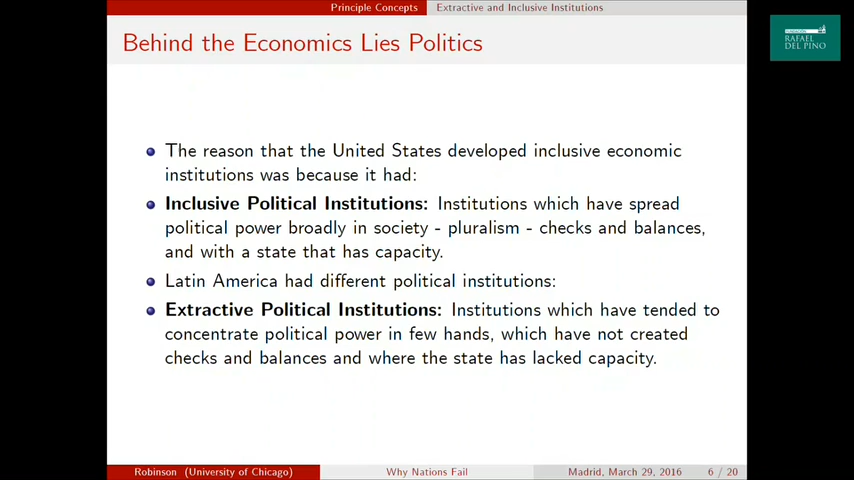 Principle Concepts Extractive and Inclusive Institutions
Behind the Economics Lies Politics
FUNDACIÓN
RAFAEL
DEL PINO
The reason that the United States developed inclusive economic
institutions was because it had:
Inclusive Political Institutions: Institutions which have spread
political power broadly in society - pluralism - checks and balances,
and with a state that has capacity.
Latin America had different political institutions:
Extractive Political Institutions: Institutions which have tended to
concentrate political power in few hands, which have not created
checks and balances and where the state has lacked capacity.
Robinson (University of Chicago) Why Nations Fail Madrid, March 29, 2016 6 / 20